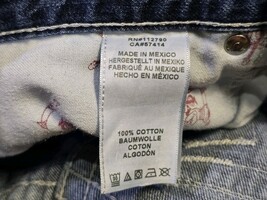 RN#112790
CA#57414
MADE IN MEXICO
HERGESTELLT IN MEXIKO
FABRIQUÉ AU MEXIQUE
HECHO EN MÉXICO
100% COTTON
BAUMWOLLE
COTON
ALGODÓN